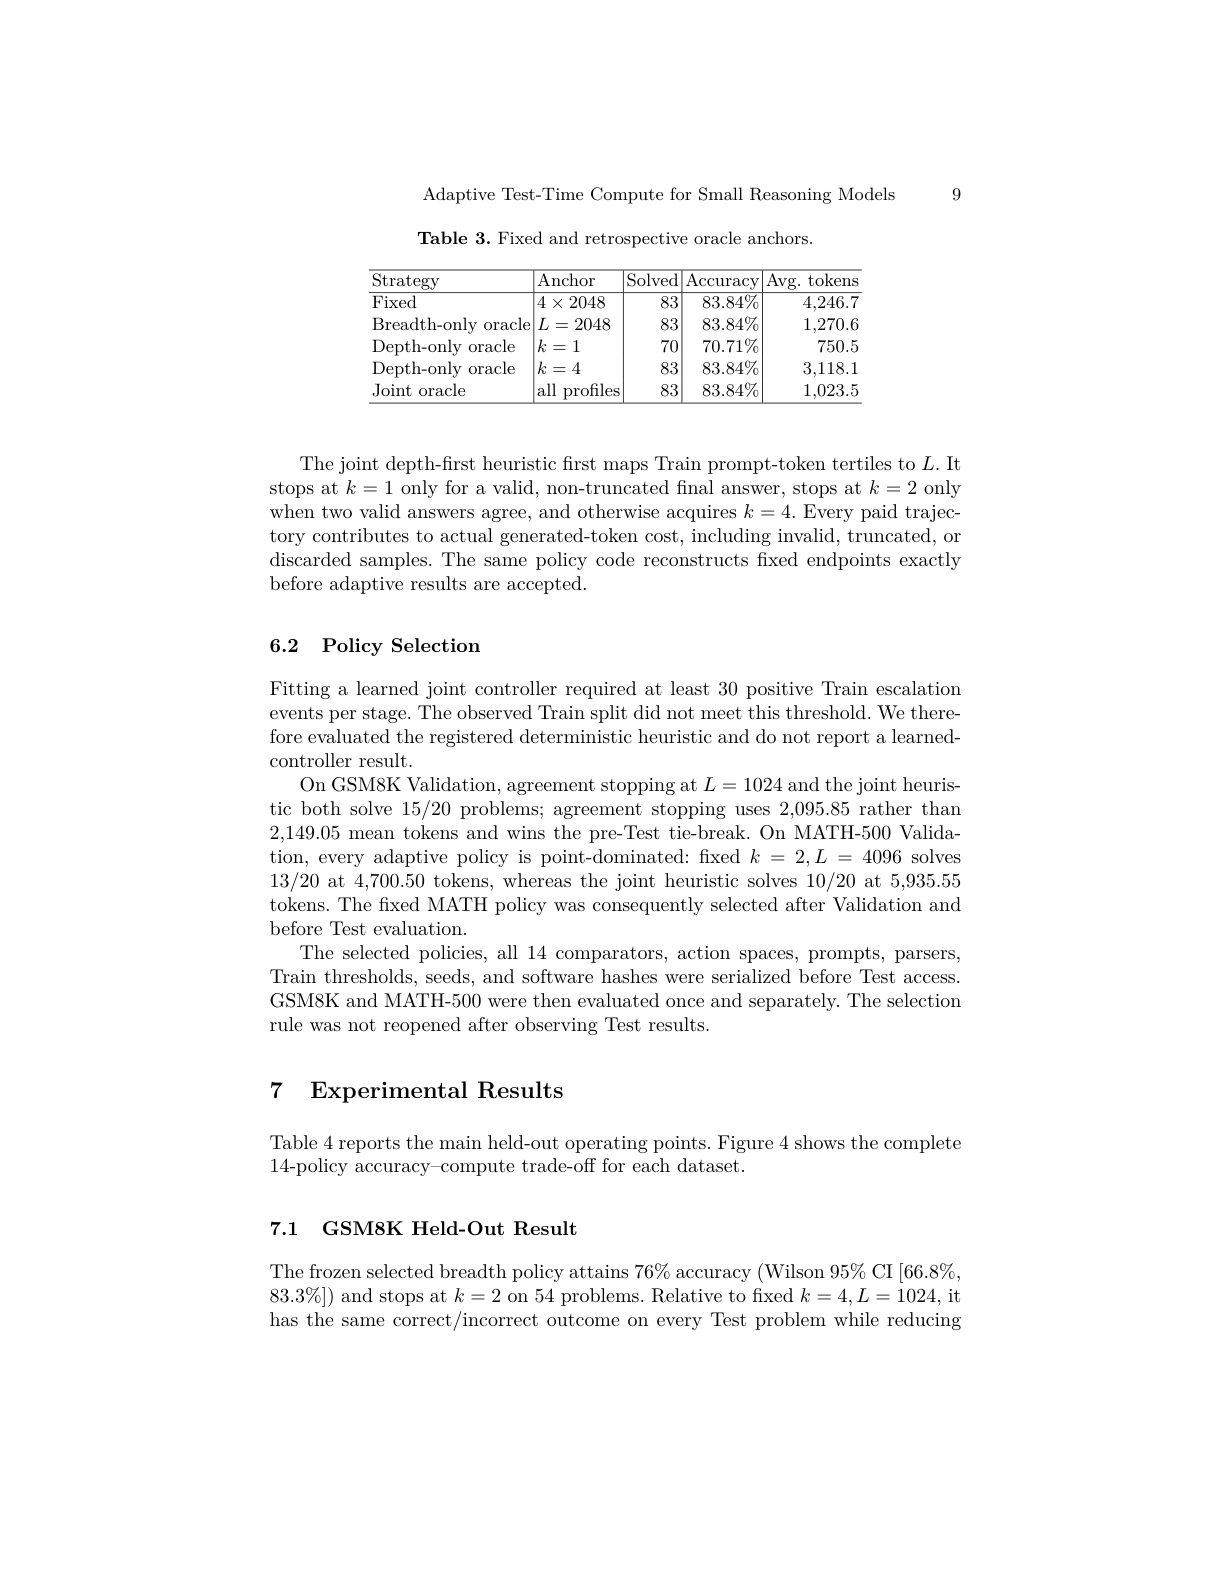 Adaptive Test-Time Compute for Small Reasoning Models 9
Table 3. Fixed and retrospective oracle anchors.
Strategy Anchor Solved Accuracy Avg. tokens
Fixed 4 × 2048 83 83.84% 4,246.7
Breadth-only oracle L = 2048 83 83.84% 1,270.6
Depth-only oracle k = 1 70 70.71% 750.5
Depth-only oracle k = 4 83 83.84% 3,118.1
Joint oracle all profiles 83 83.84% 1,023.5
The joint depth-first heuristic first maps Train prompt-token tertiles to L. It
stops at k = 1 only for a valid, non-truncated final answer, stops at k = 2 only
when two valid answers agree, and otherwise acquires k = 4. Every paid trajec-
tory contributes to actual generated-token cost, including invalid, truncated, or
discarded samples. The same policy code reconstructs fixed endpoints exactly
before adaptive results are accepted.
6.2 Policy Selection
Fitting a learned joint controller required at least 30 positive Train escalation
events per stage. The observed Train split did not meet this threshold. We there-
fore evaluated the registered deterministic heuristic and do not report a learned-
controller result.
On GSM8K Validation, agreement stopping at L = 1024 and the joint heuris-
tic both solve 15/20 problems; agreement stopping uses 2,095.85 rather than
2,149.05 mean tokens and wins the pre-Test tie-break. On MATH-500 Valida-
tion, every adaptive policy is point-dominated: fixed k = 2, L = 4096 solves
13/20 at 4,700.50 tokens, whereas the joint heuristic solves 10/20 at 5,935.55
tokens. The fixed MATH policy was consequently selected after Validation and
before Test evaluation.
The selected policies, all 14 comparators, action spaces, prompts, parsers,
Train thresholds, seeds, and software hashes were serialized before Test access.
GSM8K and MATH-500 were then evaluated once and separately. The selection
rule was not reopened after observing Test results.
7 Experimental Results
Table 4 reports the main held-out operating points. Figure 4 shows the complete
14-policy accuracy–compute trade-off for each dataset.
7.1 GSM8K Held-Out Result
The frozen selected breadth policy attains 76% accuracy (Wilson 95% CI [66.8%,
83.3%]) and stops at k = 2 on 54 problems. Relative to fixed k = 4, L = 1024, it
has the same correct/incorrect outcome on every Test problem while reducing